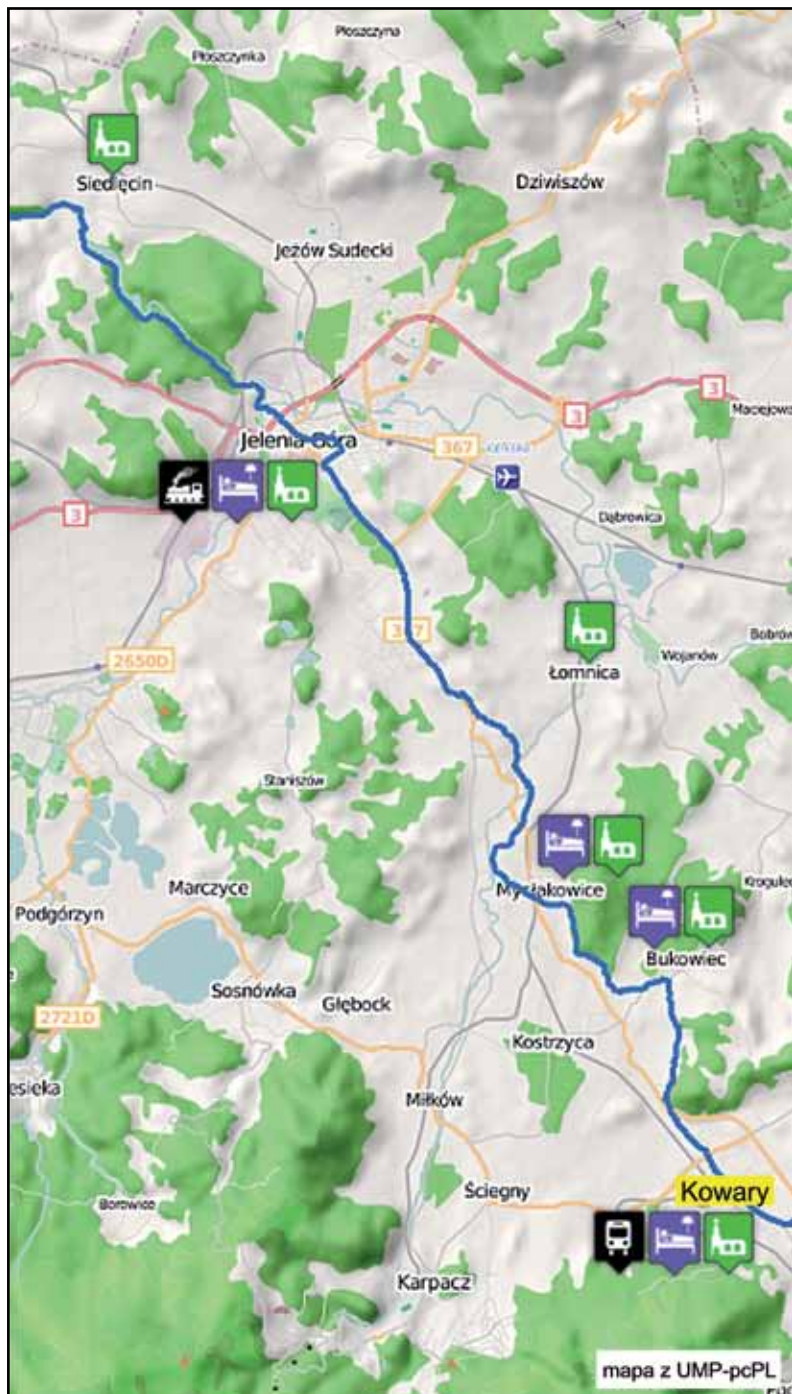 Płoszczyna
Płoszczynka
Siedlęcin
Dziwiszów
Jeżów Sudecki
3
3
Jelenia Góra
367
3
Dąbrowica
367
2650D
Łomnica
Wojanów
Staniszów
Mysłakowice
Marczyce
Podgórzyn
Bukowiec
Sosnówka
Głębock
2721D
Kostrzyca
Miłków
Ściegny
Kowary
Borowice
Karpacz
mapa z UMP-pcPL